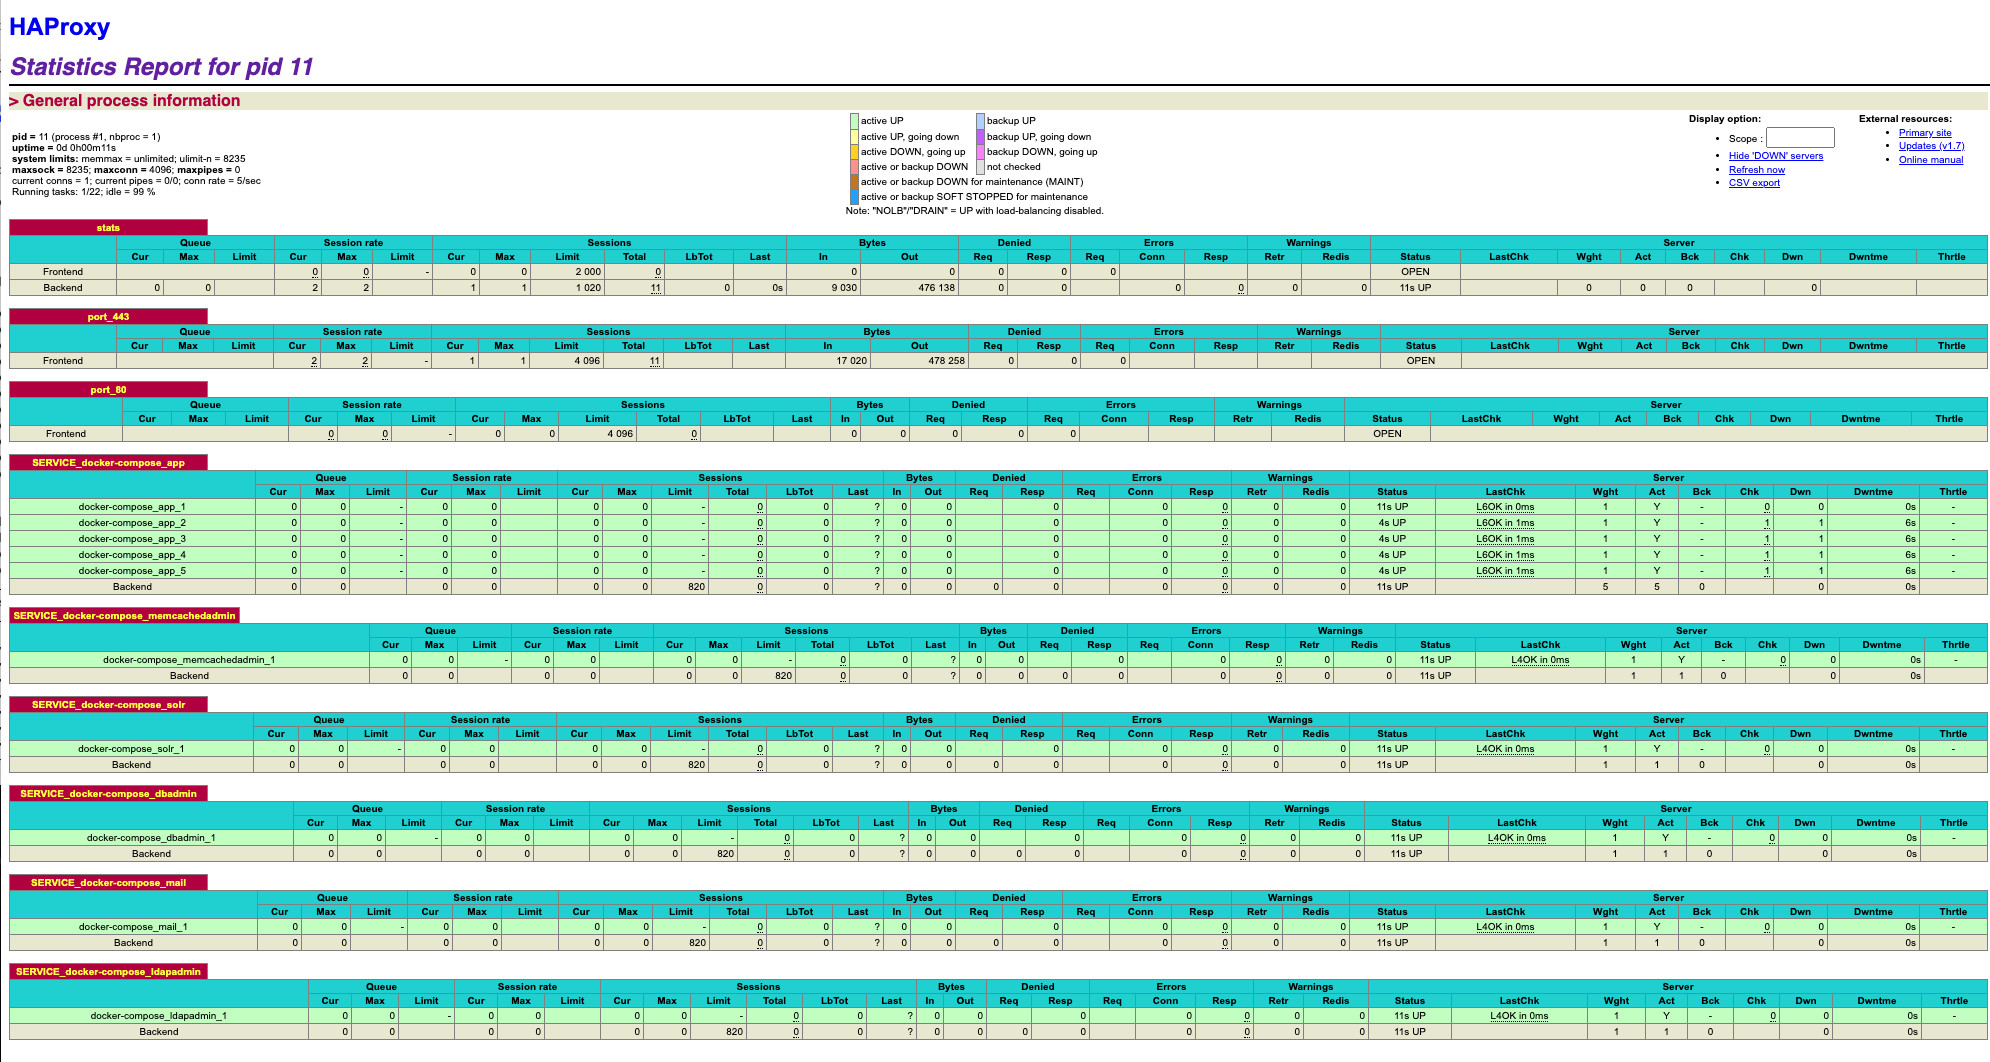 HAProxy
Statistics Report for pid 11
> General process information
pid = 11 (process #1, nbproc = 1)
uptime = 0d 0h00m11s
system limits: memmax = unlimited; ulimit-n = 8235
maxsock = 8235; maxconn = 4096; maxpipes = 0
current conns = 1; current pipes = 0/0; conn rate = 5/sec
Running tasks: 1/22; idle = 99 %
active UP backup UP
active UP, going down backup UP, going down
active DOWN, going up backup DOWN, going up
active or backup DOWN not checked
active or backup DOWN for maintenance (MAINT)
active or backup SOFT STOPPED for maintenance
Note: "NOLB"/"DRAIN" = UP with load-balancing disabled.
Display option:
• Scope :
• Hide 'DOWN' servers
• Refresh now
• CSV export
External resources:
• Primary site
• Updates (v1.7)
• Online manual
stats
Queue Session rate Sessions Bytes Denied Errors Warnings Server
Cur Max Limit Cur Max Limit Cur Max Limit Total LbTot Last In Out Req Resp Req Conn Resp Retr Redis Status LastChk Wght Act Bck Chk Dwn Dwntme Thrtle
Frontend 0 0 - 0 0 2 000 0 0 0 0 0 0 OPEN
Backend 0 0 2 2 1 1 1 020 11 0 0s 9 030 476 138 0 0 0 0 0 0 11s UP 0 0 0 0
port_443
Queue Session rate Sessions Bytes Denied Errors Warnings Server
Cur Max Limit Cur Max Limit Cur Max Limit Total LbTot Last In Out Req Resp Req Conn Resp Retr Redis Status LastChk Wght Act Bck Chk Dwn Dwntme Thrtle
Frontend 2 2 - 1 1 4 096 11 17 020 478 258 0 0 0 OPEN
port_80
Queue Session rate Sessions Bytes Denied Errors Warnings Server
Cur Max Limit Cur Max Limit Cur Max Limit Total LbTot Last In Out Req Resp Req Conn Resp Retr Redis Status LastChk Wght Act Bck Chk Dwn Dwntme Thrtle
Frontend 0 0 - 0 0 4 096 0 0 0 0 0 0 OPEN
SERVICE_docker-compose_app
Queue Session rate Sessions Bytes Denied Errors Warnings Server
Cur Max Limit Cur Max Limit Cur Max Limit Total LbTot Last In Out Req Resp Req Conn Resp Retr Redis Status LastChk Wght Act Bck Chk Dwn Dwntme Thrtle
docker-compose_app_1 0 0 - 0 0 0 0 - 0 0 ? 0 0 0 0 0 0 0 11s UP L6OK in 0ms 1 Y - 0 0 0s -
docker-compose_app_2 0 0 - 0 0 0 0 - 0 0 ? 0 0 0 0 0 0 0 4s UP L6OK in 1ms 1 Y - 1 1 6s -
docker-compose_app_3 0 0 - 0 0 0 0 - 0 0 ? 0 0 0 0 0 0 0 4s UP L6OK in 1ms 1 Y - 1 1 6s -
docker-compose_app_4 0 0 - 0 0 0 0 - 0 0 ? 0 0 0 0 0 0 0 4s UP L6OK in 1ms 1 Y - 1 1 6s -
docker-compose_app_5 0 0 - 0 0 0 0 - 0 0 ? 0 0 0 0 0 0 0 4s UP L6OK in 1ms 1 Y - 1 1 6s -
Backend 0 0 0 0 0 0 820 0 0 ? 0 0 0 0 0 0 0 0 11s UP 5 5 0 0 0s
SERVICE_docker-compose_memcachedadmin
Queue Session rate Sessions Bytes Denied Errors Warnings Server
Cur Max Limit Cur Max Limit Cur Max Limit Total LbTot Last In Out Req Resp Req Conn Resp Retr Redis Status LastChk Wght Act Bck Chk Dwn Dwntme Thrtle
docker-compose_memcachedadmin_1 0 0 - 0 0 0 0 - 0 0 ? 0 0 0 0 0 0 0 11s UP L4OK in 0ms 1 Y - 0 0 0s -
Backend 0 0 0 0 0 0 820 0 0 ? 0 0 0 0 0 0 0 0 11s UP 1 1 0 0 0s
SERVICE_docker-compose_solr
Queue Session rate Sessions Bytes Denied Errors Warnings Server
Cur Max Limit Cur Max Limit Cur Max Limit Total LbTot Last In Out Req Resp Req Conn Resp Retr Redis Status LastChk Wght Act Bck Chk Dwn Dwntme Thrtle
docker-compose_solr_1 0 0 - 0 0 0 0 - 0 0 ? 0 0 0 0 0 0 0 11s UP L4OK in 0ms 1 Y - 0 0 0s -
Backend 0 0 0 0 0 0 820 0 0 ? 0 0 0 0 0 0 0 0 11s UP 1 1 0 0 0s
SERVICE_docker-compose_dbadmin
Queue Session rate Sessions Bytes Denied Errors Warnings Server
Cur Max Limit Cur Max Limit Cur Max Limit Total LbTot Last In Out Req Resp Req Conn Resp Retr Redis Status LastChk Wght Act Bck Chk Dwn Dwntme Thrtle
docker-compose_dbadmin_1 0 0 - 0 0 0 0 - 0 0 ? 0 0 0 0 0 0 0 11s UP L4OK in 0ms 1 Y - 0 0 0s -
Backend 0 0 0 0 0 0 820 0 0 ? 0 0 0 0 0 0 0 0 11s UP 1 1 0 0 0s
SERVICE_docker-compose_mail
Queue Session rate Sessions Bytes Denied Errors Warnings Server
Cur Max Limit Cur Max Limit Cur Max Limit Total LbTot Last In Out Req Resp Req Conn Resp Retr Redis Status LastChk Wght Act Bck Chk Dwn Dwntme Thrtle
docker-compose_mail_1 0 0 - 0 0 0 0 - 0 0 ? 0 0 0 0 0 0 0 11s UP L4OK in 0ms 1 Y - 0 0 0s -
Backend 0 0 0 0 0 0 820 0 0 ? 0 0 0 0 0 0 0 0 11s UP 1 1 0 0 0s
SERVICE_docker-compose_ldapadmin
Queue Session rate Sessions Bytes Denied Errors Warnings Server
Cur Max Limit Cur Max Limit Cur Max Limit Total LbTot Last In Out Req Resp Req Conn Resp Retr Redis Status LastChk Wght Act Bck Chk Dwn Dwntme Thrtle
docker-compose_ldapadmin_1 0 0 - 0 0 0 0 - 0 0 ? 0 0 0 0 0 0 0 11s UP L4OK in 0ms 1 Y - 0 0 0s -
Backend 0 0 0 0 0 0 820 0 0 ? 0 0 0 0 0 0 0 0 11s UP 1 1 0 0 0s